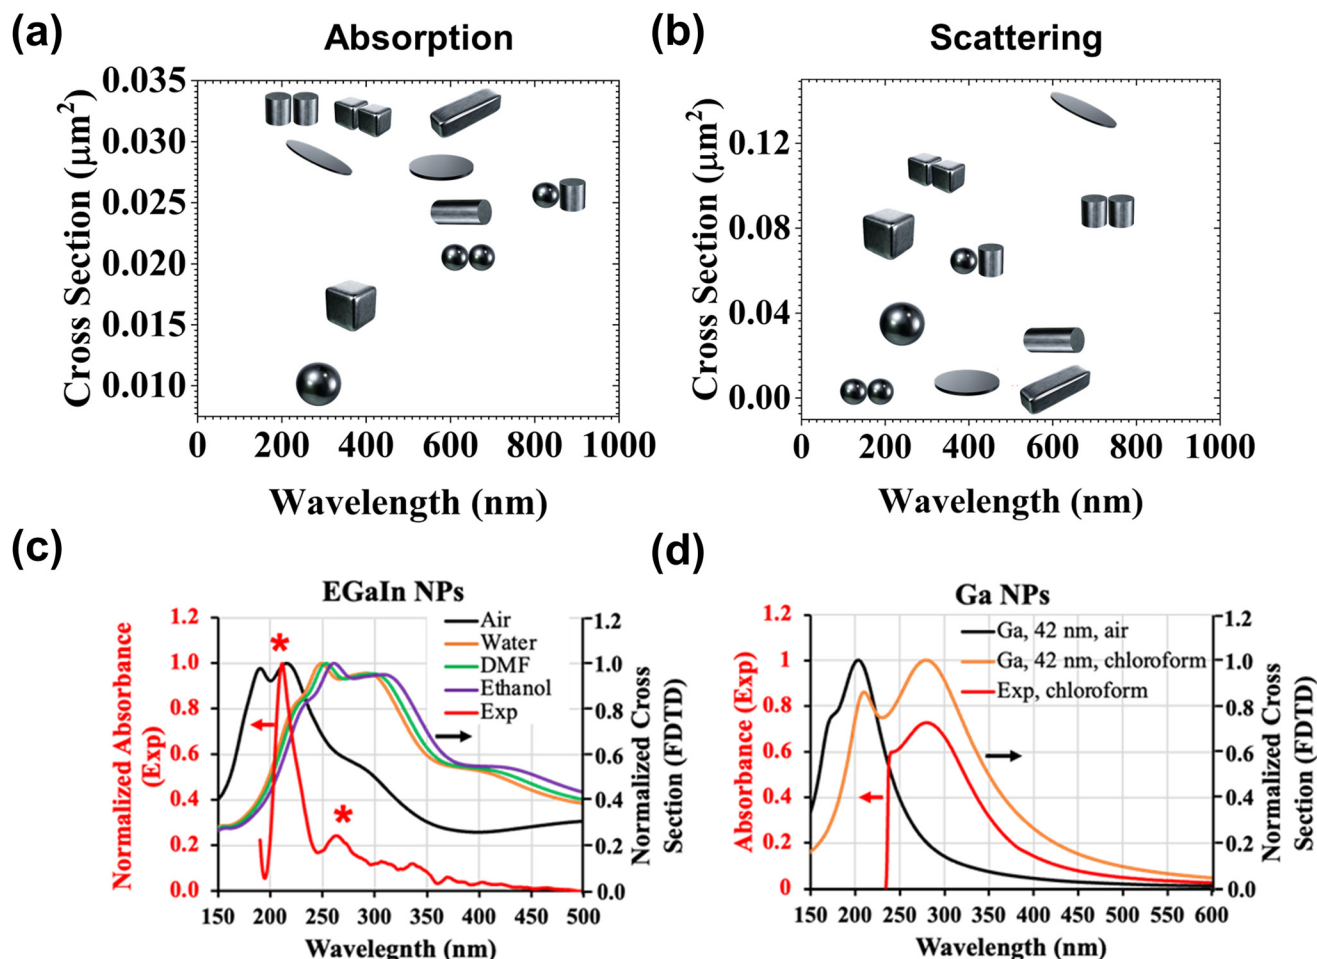 (a)
Absorption
Cross Section (μm²)
0.035
0.030
0.025
0.020
0.015
0.010
0 200 400 600 800 1000
Wavelength (nm)
(b)
Scattering
Cross Section (μm²)
0.12
0.08
0.04
0.00
0 200 400 600 800 1000
Wavelength (nm)
(c)
EGaIn NPs
Normalized Absorbance
(Exp)
1.2
1.0
0.8
0.6
0.4
0.2
0.0
*
*
Air
Water
DMF
Ethanol
Exp
1.2
1.0
0.8
0.6
0.4
0.2
0.0
Normalized Cross
Section (FDTD)
150 200 250 300 350 400 450 500
Wavelegnth (nm)
(d)
Ga NPs
Absorbance (Exp)
1.2
1
0.8
0.6
0.4
0.2
0
Ga, 42 nm, air
Ga, 42 nm, chloroform
Exp, chloroform
1.2
1.0
0.8
0.6
0.4
0.2
0.0
Normalized Cross
Section (FDTD)
150 200 250 300 350 400 450 500 550 600
Wavelength (nm)